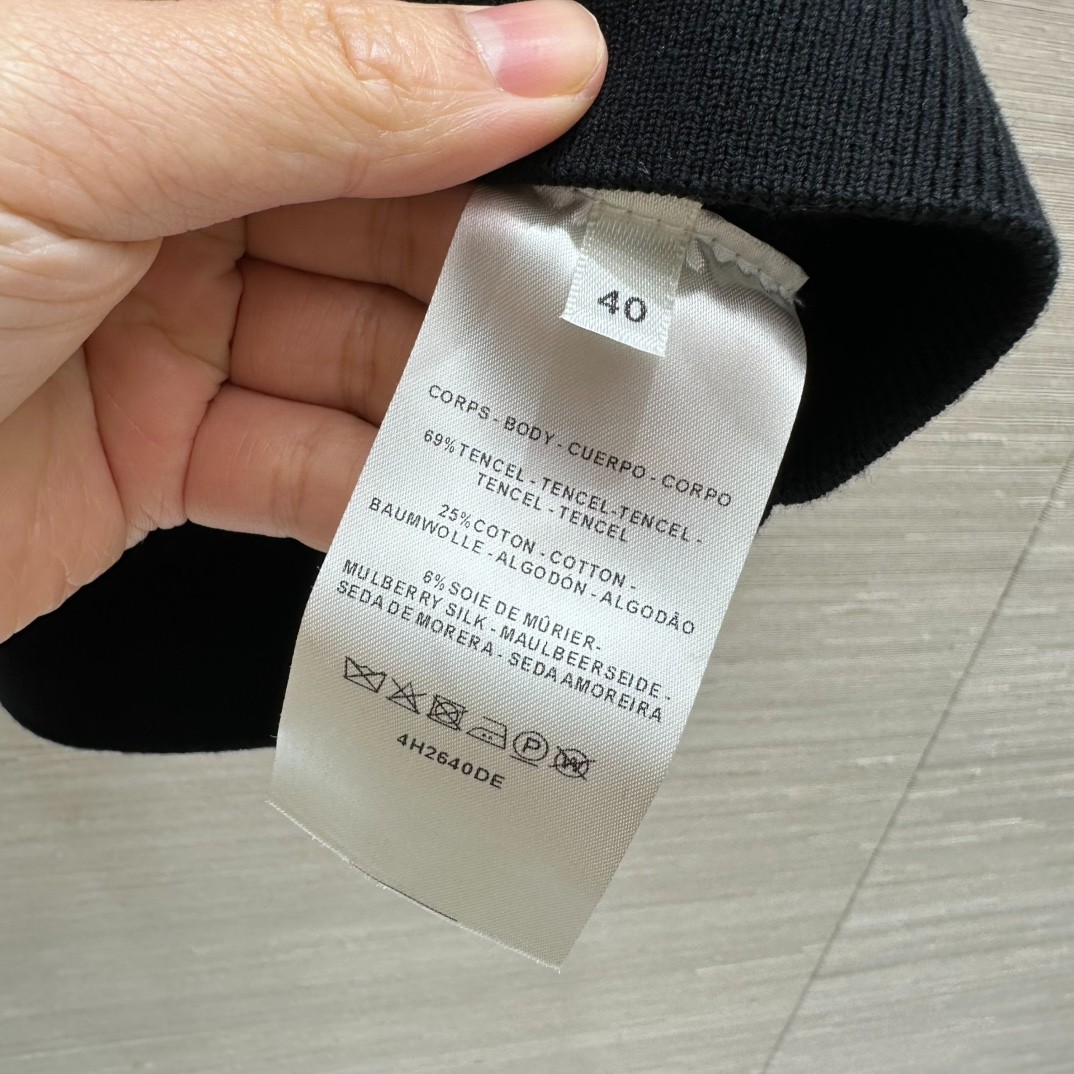 40
CORPS - BODY - CUERPO - CORPO
69% TENCEL - TENCEL-TENCEL -
TENCEL - TENCEL
25% COTON - COTTON -
BAUMWOLLE - ALGODÓN - ALGODÃO
6% SOIE DE MÛRIER-
MULBERRY SILK - MAULBEERSEIDE -
SEDA DE MORERA - SEDA AMOREIRA
P W
4H2640DE